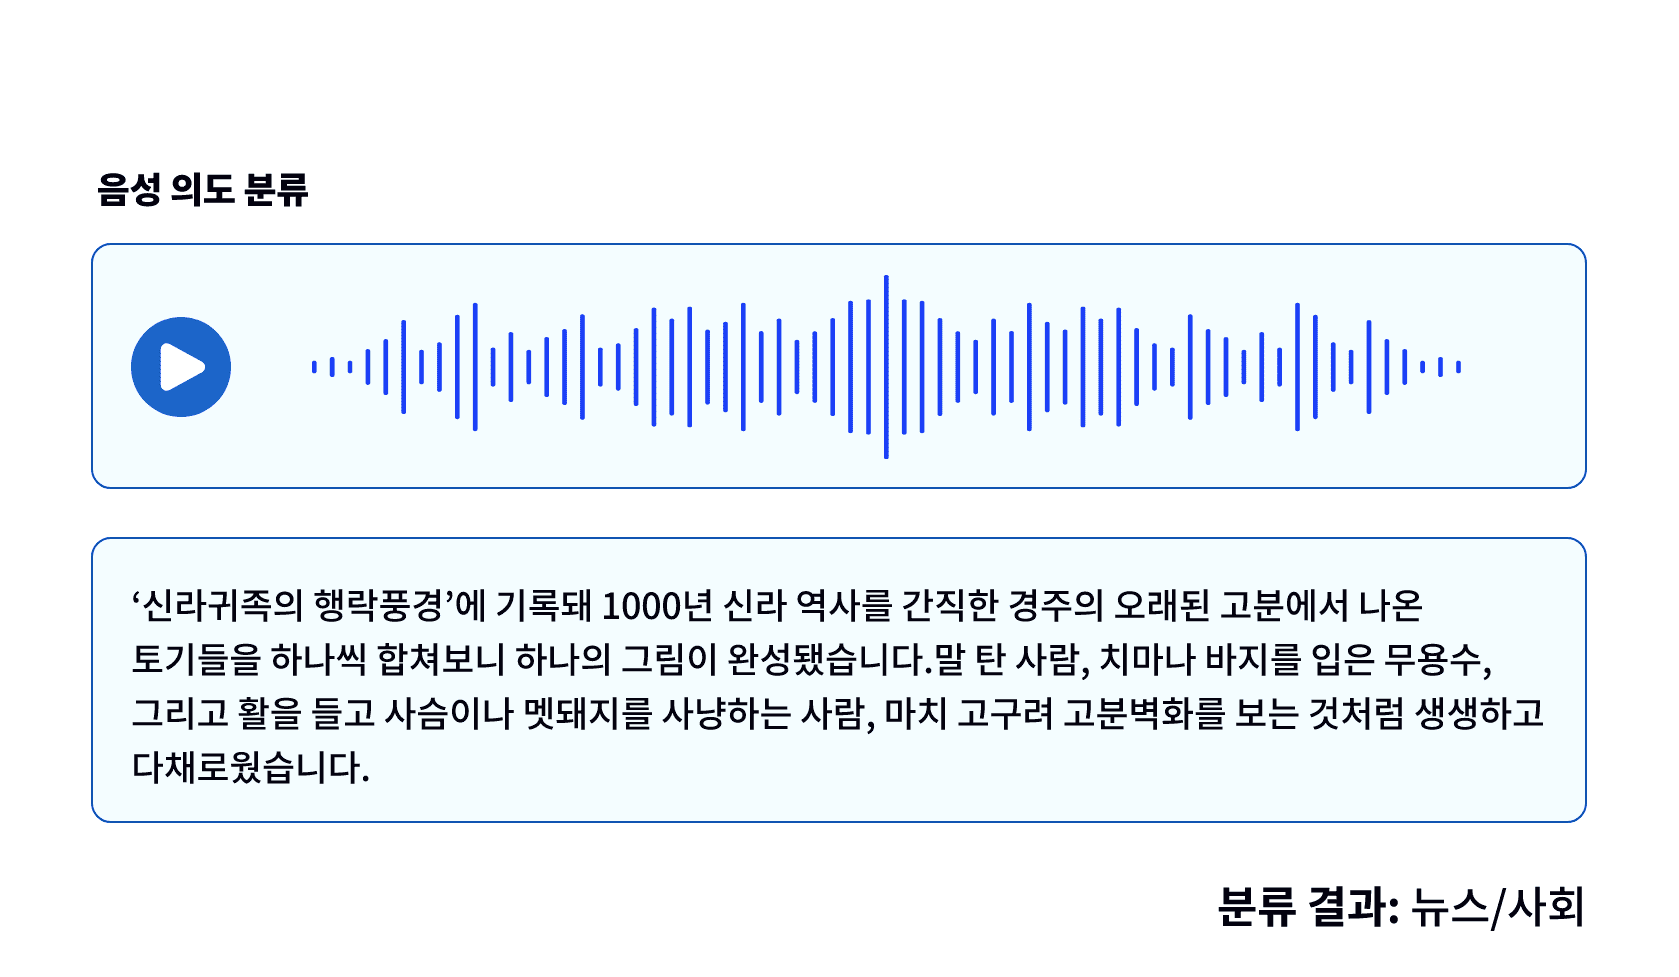 음성 의도 분류
‘신라귀족의 행락풍경’에 기록돼 1000년 신라 역사를 간직한 경주의 오래된 고분에서 나온
토기들을 하나씩 합쳐보니 하나의 그림이 완성됐습니다.말 탄 사람, 치마나 바지를 입은 무용수,
그리고 활을 들고 사슴이나 멧돼지를 사냥하는 사람, 마치 고구려 고분벽화를 보는 것처럼 생생하고
다채로웠습니다.
분류 결과: 뉴스/사회